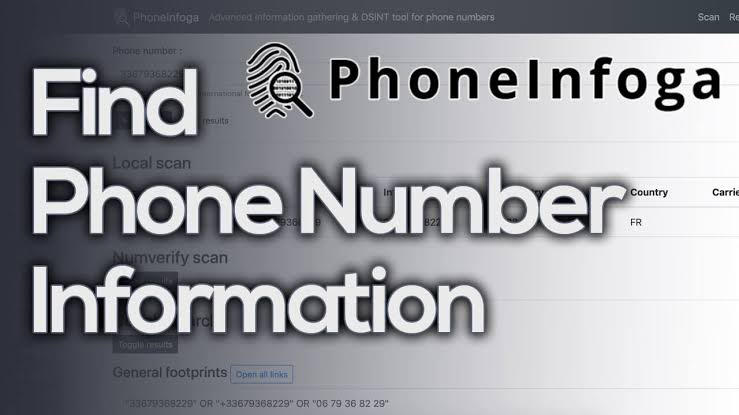 PhoneInfoga Advanced information gathering & OSINT tool for phone numbers Scan
Phone number :
PhoneInfoga
Find
results
Local scan
Phone Number
Country
FR
Numverify scan
Information
Toggle results
General footprints Open all links
"33679368229" OR "+33679368229" OR "06 79 36 82 29"